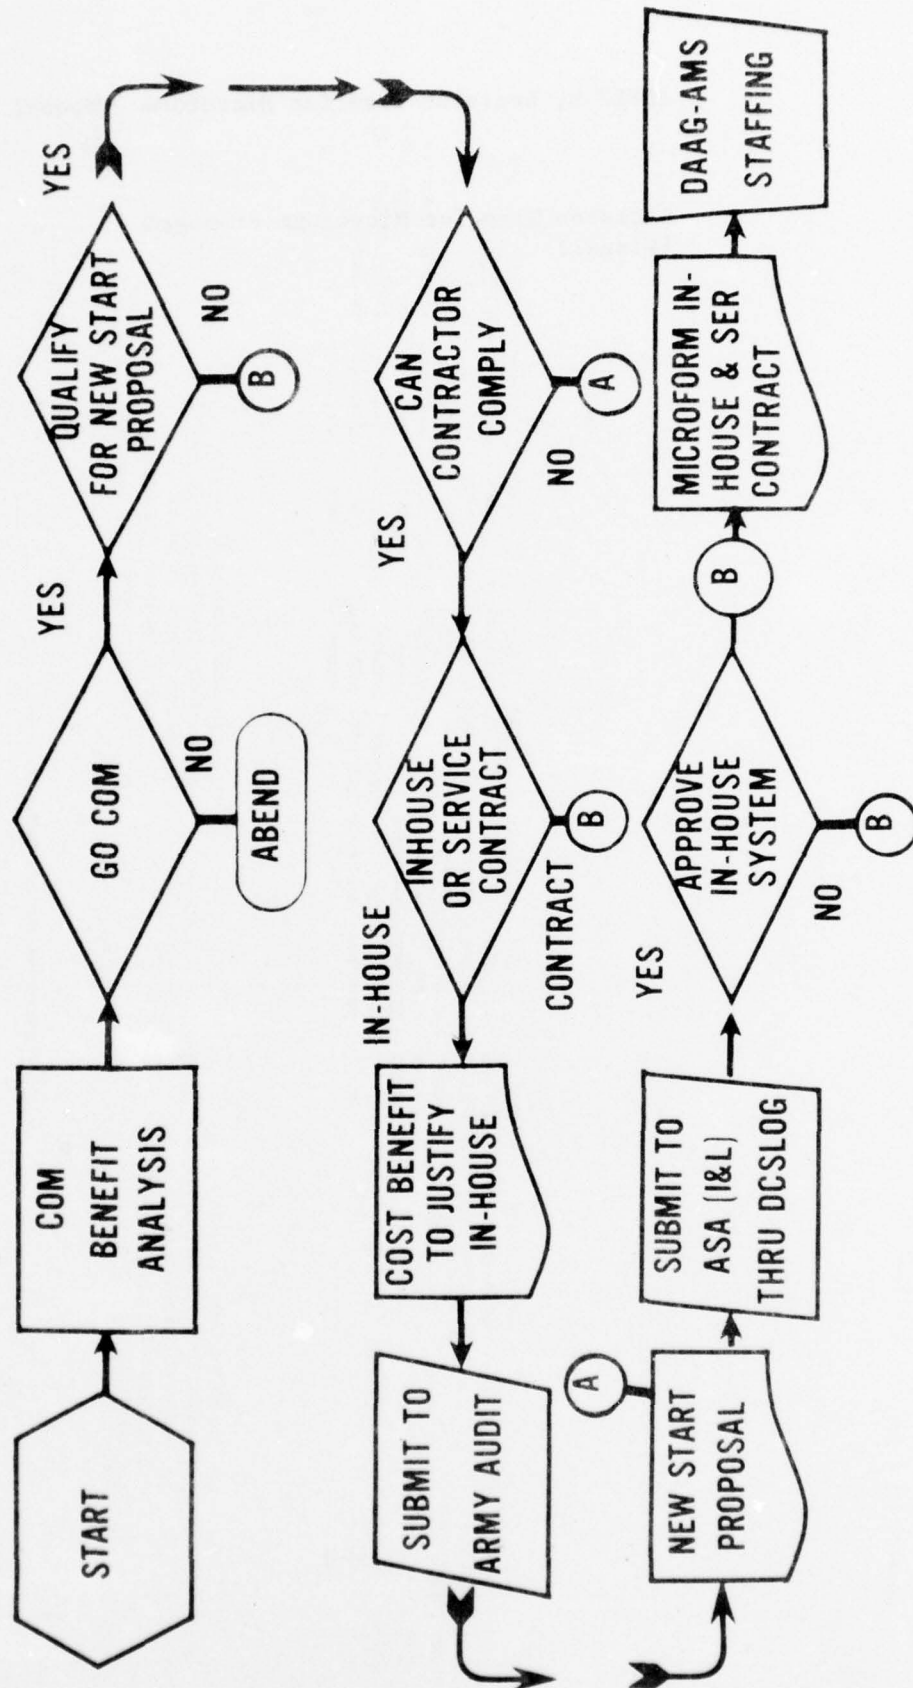 START
COM
BENEFIT
ANALYSIS
GO COM
YES
NO
ABEND
QUALIFY
FOR NEW START
PROPOSAL
YES
NO
B
CAN
CONTRACTOR
COMPLY
YES
NO
A
INHOUSE
OR SERVICE
CONTRACT
IN-HOUSE
CONTRACT
B
COST BENEFIT
TO JUSTIFY
IN-HOUSE
SUBMIT TO
ARMY AUDIT
A
NEW START
PROPOSAL
SUBMIT TO
ASA (I&L)
THRU DCSLOG
APPROVE
IN-HOUSE
SYSTEM
YES
NO
B
B
MICROFORM IN-
HOUSE & SER
CONTRACT
DAAG-AMS
STAFFING